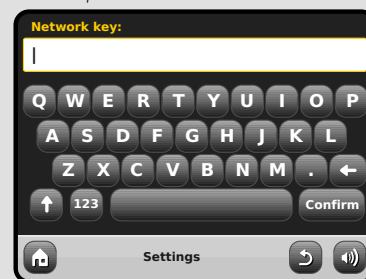 Network key:
Q W E R T Y U I O P
A S D F G H J K L
Z X C V B N M .
123 Confirm
Settings